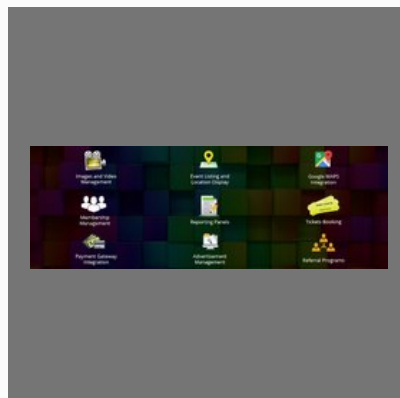 Images and Video
Management
Event Listing and
Location Display
Google MAPS
Integration
Membership
Management
Reporting Panels
Tickets Booking
Payment Gateway
Integration
Advertisement
Management
Referral Programs